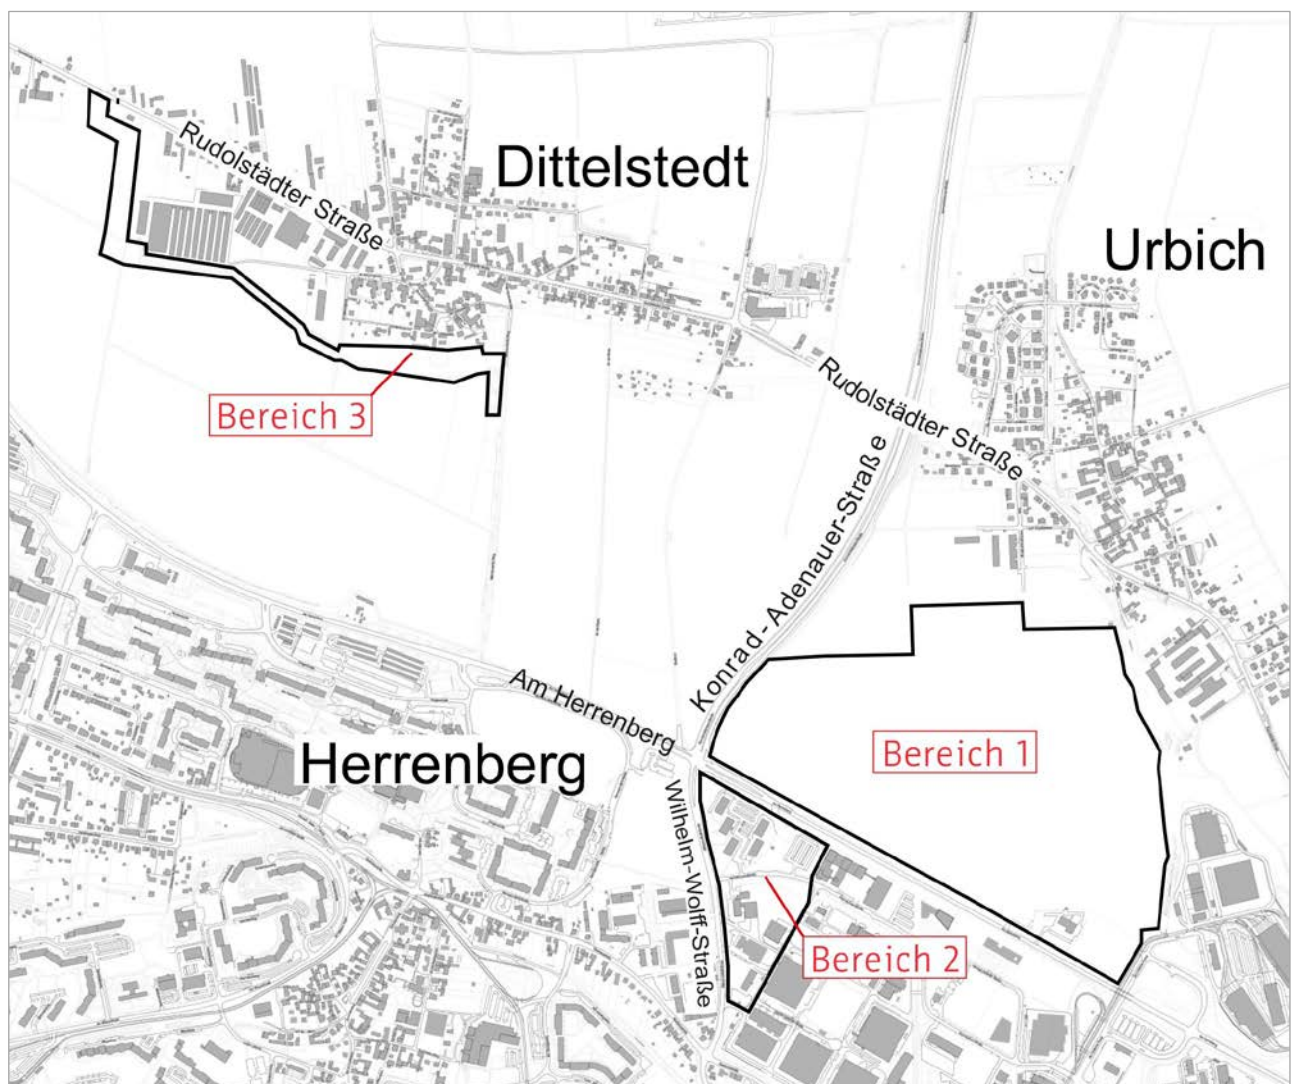 Dittelstedt
Rudolstädter Straße
Urbich
Bereich 3
Rudolstädter Straße
Konrad-Adenauer-Straße
Am Herrenberg
Bereich 1
Herrenberg
Wilhelm-Wolff-Straße
Bereich 2